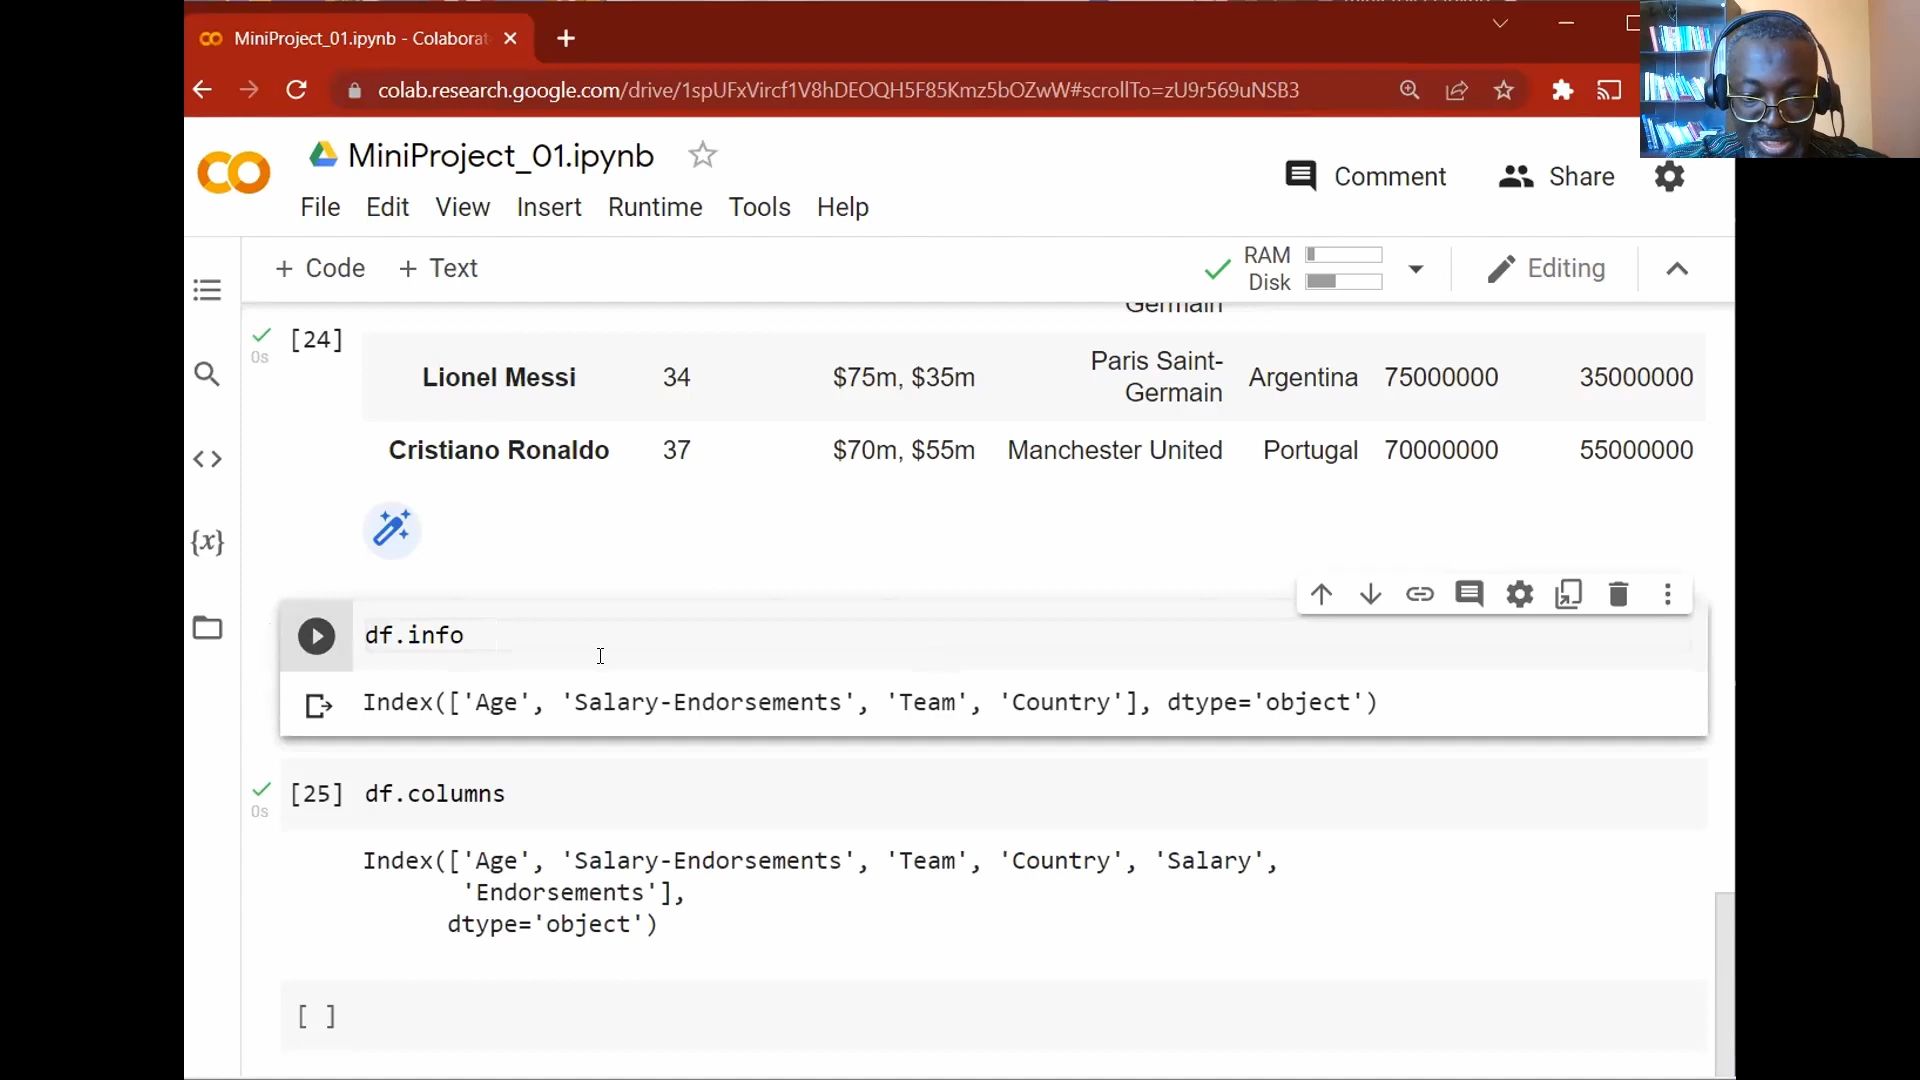 MiniProject_01.ipynb - Colaborat
colab.research.google.com/drive/1spUFxVircf1V8hDEOQH5F85Kmz5bOZwW#scrollTo=zU9r569uNSB3
MiniProject_01.ipynb
Comment
Share
File Edit View Insert Runtime Tools Help
+ Code + Text
RAM
Disk
Editing
Germain
[24]
0s
Lionel Messi 34 $75m, $35m Paris Saint-
Germain Argentina 75000000 35000000
Cristiano Ronaldo 37 $70m, $55m Manchester United Portugal 70000000 55000000
{x}
df.info
Index(['Age', 'Salary-Endorsements', 'Team', 'Country'], dtype='object')
[25] df.columns
0s
Index(['Age', 'Salary-Endorsements', 'Team', 'Country', 'Salary',
'Endorsements'],
dtype='object')
[ ]